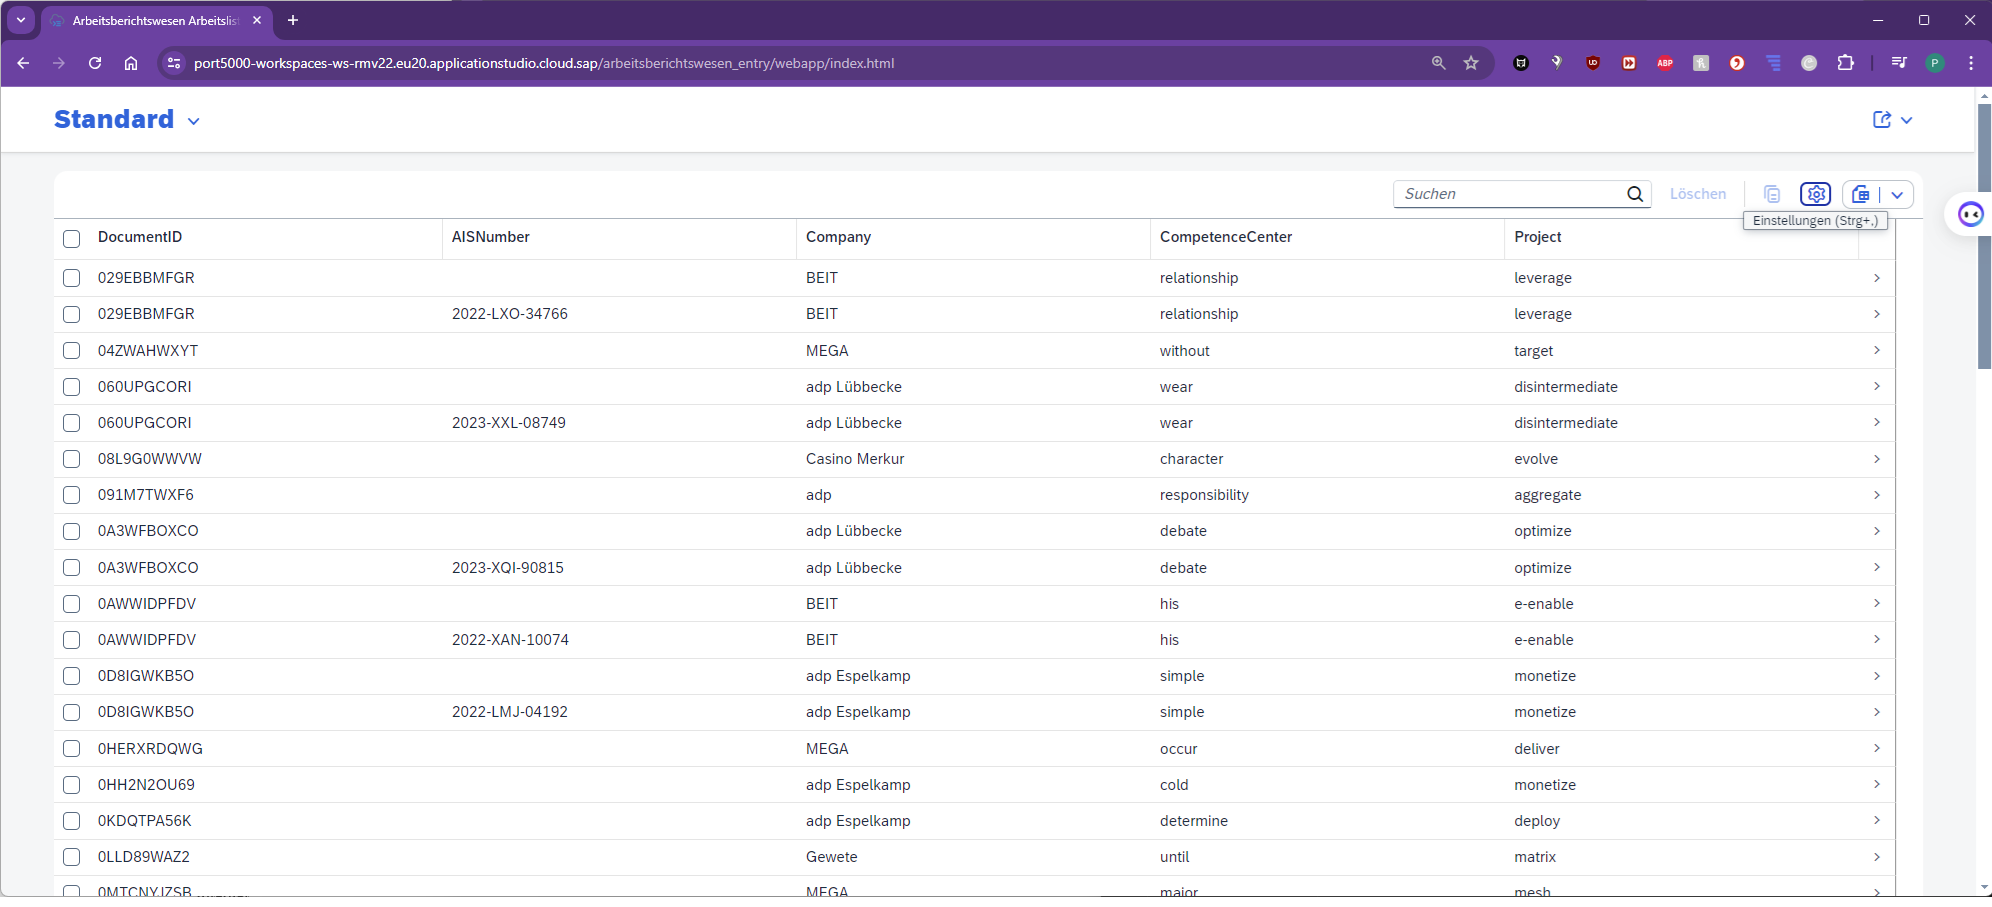 Arbeitsberichtswesen Arbeitslist
port5000-workspaces-ws-rmv22.eu20.applicationstudio.cloud.sap/arbeitsberichtswesen_entry/webapp/index.html
UD
ABP
P
Standard
Suchen Löschen
Einstellungen (Strg+,)
DocumentID AISNumber Company CompetenceCenter Project
029EBBMFGR BEIT relationship leverage
029EBBMFGR 2022-LXO-34766 BEIT relationship leverage
04ZWAHWXYT MEGA without target
060UPGCORI adp Lübbecke wear disintermediate
060UPGCORI 2023-XXL-08749 adp Lübbecke wear disintermediate
08L9G0WWVW Casino Merkur character evolve
091M7TWXF6 adp responsibility aggregate
0A3WFBOXCO adp Lübbecke debate optimize
0A3WFBOXCO 2023-XQI-90815 adp Lübbecke debate optimize
0AWWIDPFDV BEIT his e-enable
0AWWIDPFDV 2022-XAN-10074 BEIT his e-enable
0D8IGWKB5O adp Espelkamp simple monetize
0D8IGWKB5O 2022-LMJ-04192 adp Espelkamp simple monetize
0HERXRDQWG MEGA occur deliver
0HH2N2OU69 adp Espelkamp cold monetize
0KDQTPA56K adp Espelkamp determine deploy
0LLD89WAZ2 Gewete until matrix
0MTCNYJZSB MEGA major mesh